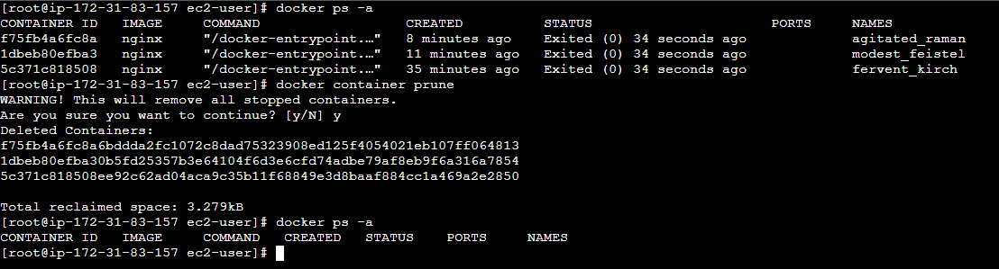 [root@ip-172-31-83-157 ec2-user]# docker ps -a
CONTAINER ID   IMAGE     COMMAND                  CREATED          STATUS                      PORTS     NAMES
f75fb4a6fc8a   nginx     "/docker-entrypoint.…"   8 minutes ago    Exited (0) 34 seconds ago             agitated_raman
1dbeb80efba3   nginx     "/docker-entrypoint.…"   11 minutes ago   Exited (0) 34 seconds ago             modest_feistel
5c371c818508   nginx     "/docker-entrypoint.…"   35 minutes ago   Exited (0) 34 seconds ago             fervent_kirch
[root@ip-172-31-83-157 ec2-user]# docker container prune
WARNING! This will remove all stopped containers.
Are you sure you want to continue? [y/N] y
Deleted Containers:
f75fb4a6fc8a6bddda2fc1072c8dad75323908ed125f4054021eb107ff064813
1dbeb80efba30b5fd25357b3e64104f6d3e6cfd74adbe79af8eb9f6a316a7854
5c371c818508ee92c62ad04aca9c35b11f68849e3d8baaf884cc1a469a2e2850

Total reclaimed space: 3.279kB
[root@ip-172-31-83-157 ec2-user]# docker ps -a
CONTAINER ID   IMAGE     COMMAND   CREATED   STATUS    PORTS     NAMES
[root@ip-172-31-83-157 ec2-user]#